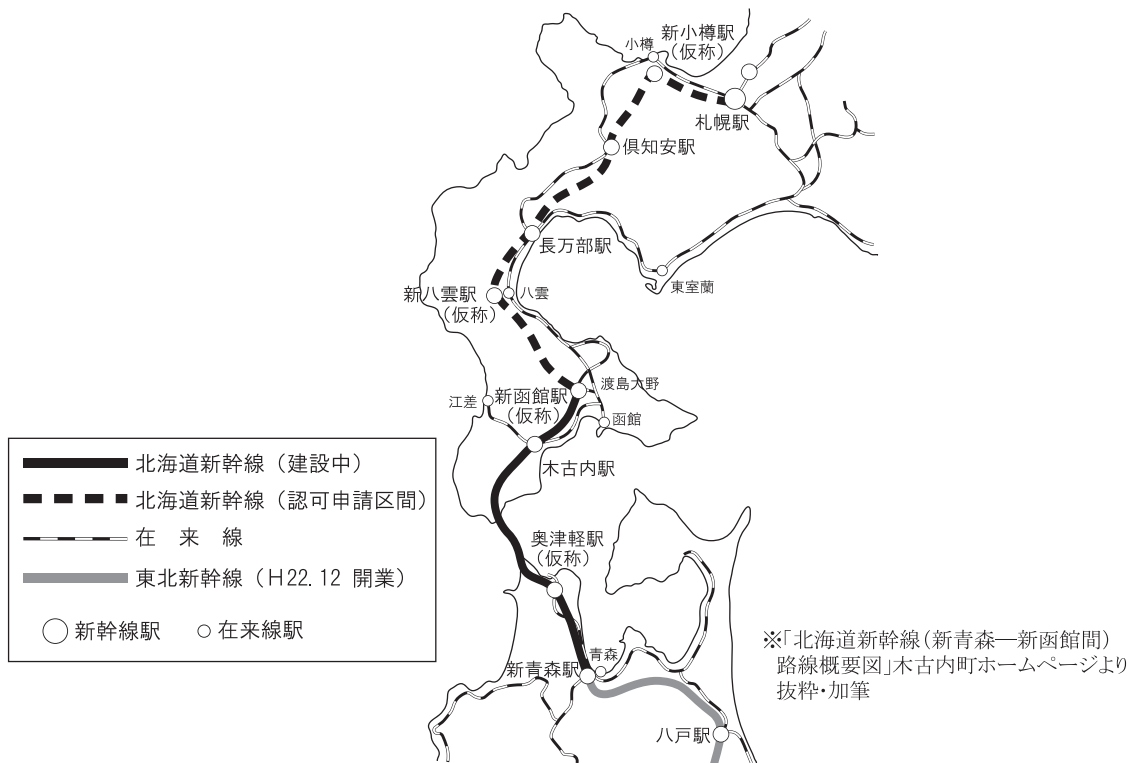 新小樽駅
(仮称)
小樽
札幌駅
倶知安駅
長万部駅
東室蘭
新八雲駅
(仮称)
八雲
渡島大野
新函館駅
(仮称)
江差
函館
木古内駅
北海道新幹線(建設中)
北海道新幹線(認可申請区間)
在　来　線
東北新幹線(H22.12 開業)
新幹線駅
在来線駅
奥津軽駅
(仮称)
青森
新青森駅
八戸駅
※「北海道新幹線(新青森―新函館間)
路線概要図」木古内町ホームページより
抜粋・加筆